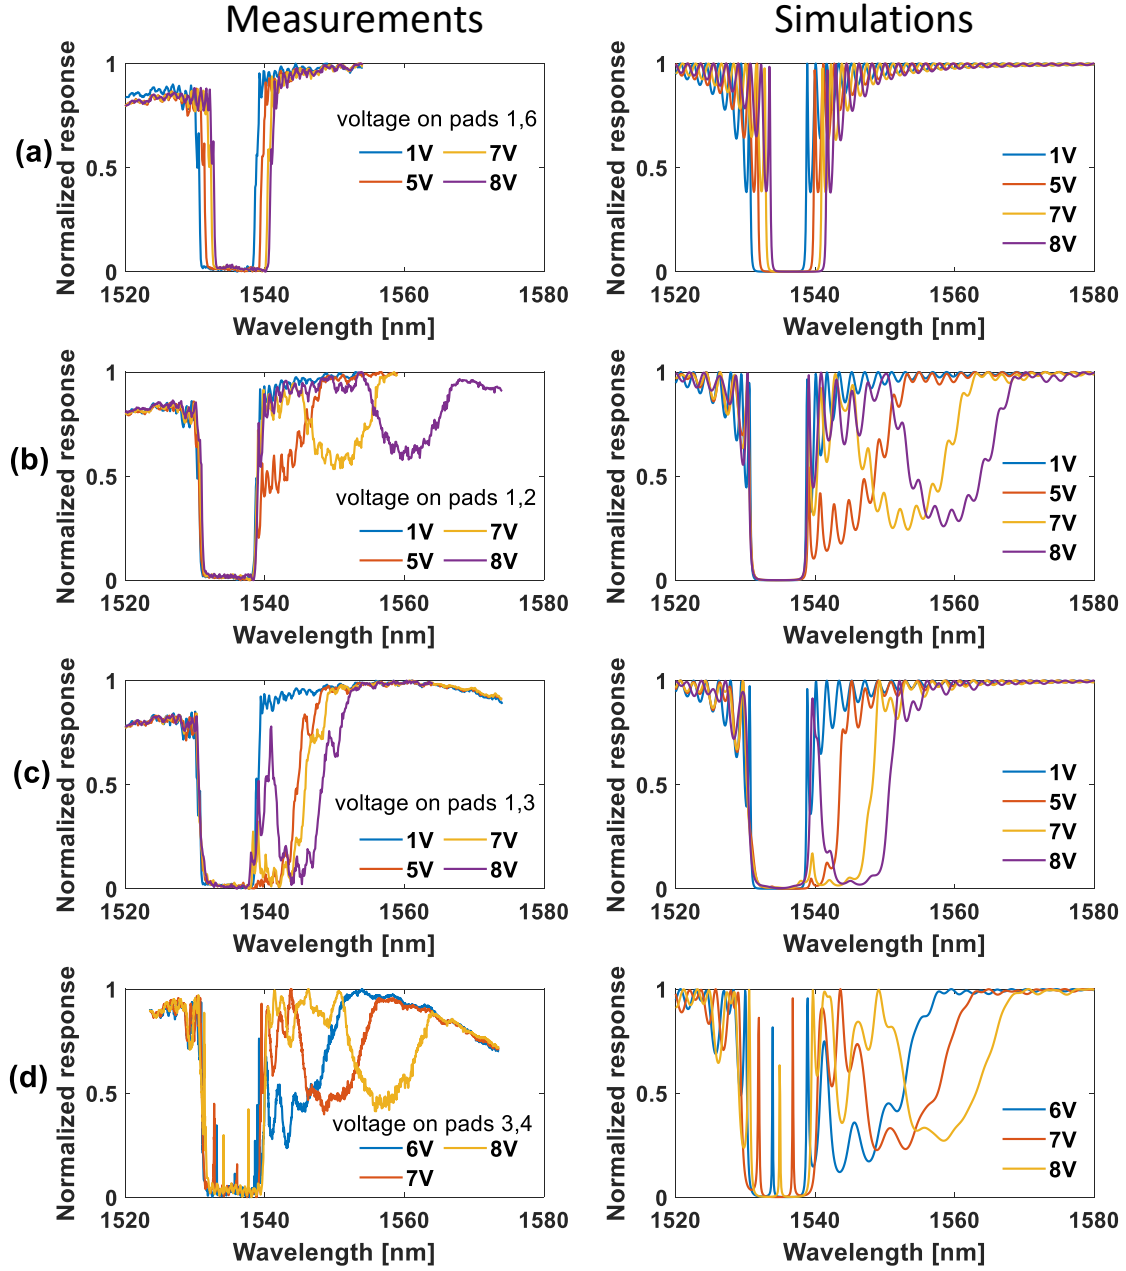 Measurements Simulations
(a)
Normalized response
1
0.5
0
voltage on pads 1,6
1V 7V
5V 8V
1520 1540 1560 1580
Wavelength [nm]
Normalized response
1
0.5
0
1V
5V
7V
8V
1520 1540 1560 1580
Wavelength [nm]
(b)
Normalized response
1
0.5
0
voltage on pads 1,2
1V 7V
5V 8V
1520 1540 1560 1580
Wavelength [nm]
Normalized response
1
0.5
0
1V
5V
7V
8V
1520 1540 1560 1580
Wavelength [nm]
(c)
Normalized response
1
0.5
0
voltage on pads 1,3
1V 7V
5V 8V
1520 1540 1560 1580
Wavelength [nm]
Normalized response
1
0.5
0
1V
5V
7V
8V
1520 1540 1560 1580
Wavelength [nm]
(d)
Normalized response
1
0.5
0
voltage on pads 3,4
6V 8V
7V
1520 1540 1560 1580
Wavelength [nm]
Normalized response
1
0.5
0
6V
7V
8V
1520 1540 1560 1580
Wavelength [nm]